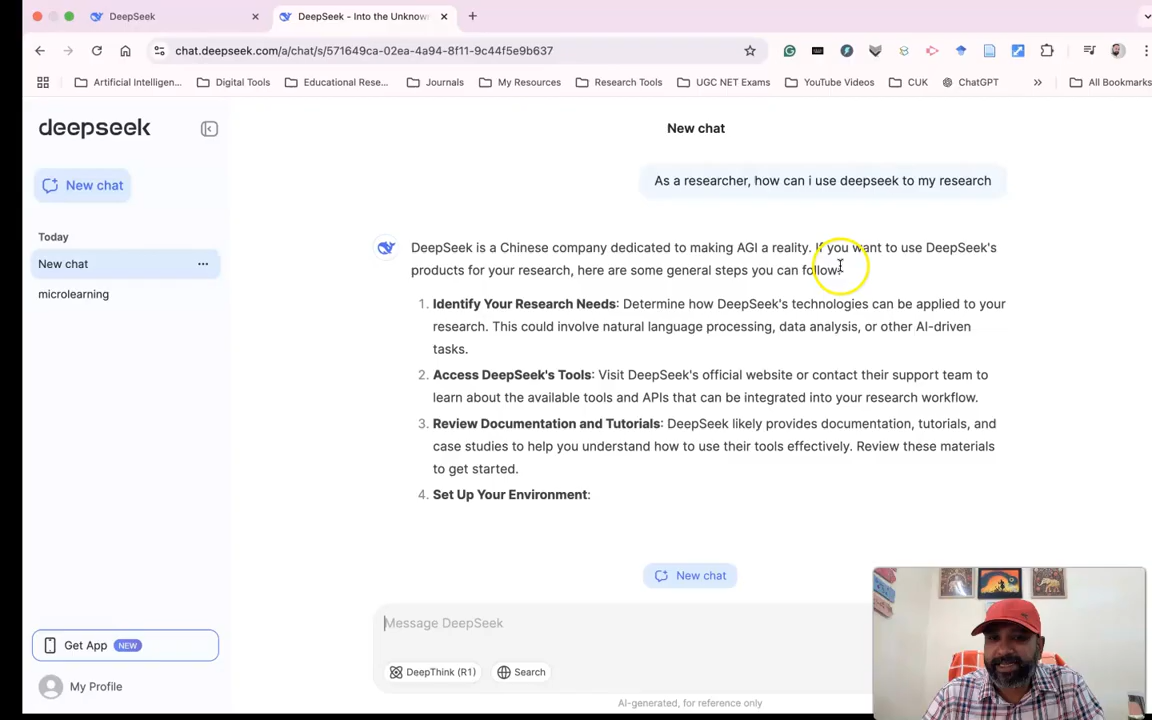 DeepSeek
DeepSeek - Into the Unknown
chat.deepseek.com/a/chat/s/571649ca-02ea-4a94-8f11-9c44f5e9b637
Artificial Intelligen...
Digital Tools
Educational Rese...
Journals
My Resources
Research Tools
UGC NET Exams
YouTube Videos
CUK
ChatGPT
»
All Bookmarks
deepseek
New chat
New chat
As a researcher, how can i use deepseek to my research
Today
New chat
...
microlearning
DeepSeek is a Chinese company dedicated to making AGI a reality. If you want to use DeepSeek's
products for your research, here are some general steps you can follow:
1. Identify Your Research Needs: Determine how DeepSeek's technologies can be applied to your
research. This could involve natural language processing, data analysis, or other AI-driven
tasks.
2. Access DeepSeek's Tools: Visit DeepSeek's official website or contact their support team to
learn about the available tools and APIs that can be integrated into your research workflow.
3. Review Documentation and Tutorials: DeepSeek likely provides documentation, tutorials, and
case studies to help you understand how to use their tools effectively. Review these materials
to get started.
4. Set Up Your Environment:
New chat
Message DeepSeek
DeepThink (R1)
Search
AI-generated, for reference only
Get App NEW
My Profile